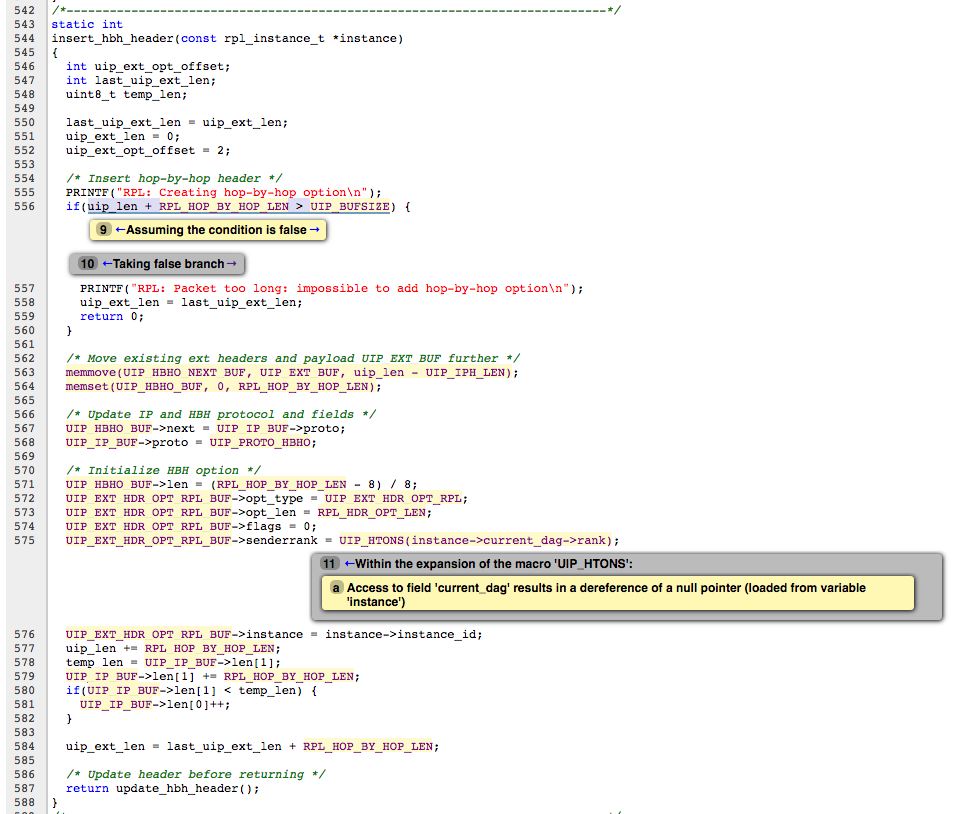 542 /*---------------------------------------------------------------------------*/
543 static int
544 insert_hbh_header(const rpl_instance_t *instance)
545 {
546   int uip_ext_opt_offset;
547   int last_uip_ext_len;
548   uint8_t temp_len;
549
550   last_uip_ext_len = uip_ext_len;
551   uip_ext_len = 0;
552   uip_ext_opt_offset = 2;
553
554   /* Insert hop-by-hop header */
555   PRINTF("RPL: Creating hop-by-hop option\n");
556   if(uip_len + RPL_HOP_BY_HOP_LEN > UIP_BUFSIZE) {
9 ←Assuming the condition is false→
10 ←Taking false branch→
557     PRINTF("RPL: Packet too long: impossible to add hop-by-hop option\n");
558     uip_ext_len = last_uip_ext_len;
559     return 0;
560   }
561
562   /* Move existing ext headers and payload UIP_EXT_BUF further */
563   memmove(UIP_HBHO_NEXT_BUF, UIP_EXT_BUF, uip_len - UIP_IPH_LEN);
564   memset(UIP_HBHO_BUF, 0, RPL_HOP_BY_HOP_LEN);
565
566   /* Update IP and HBH protocol and fields */
567   UIP_HBHO_BUF->next = UIP_IP_BUF->proto;
568   UIP_IP_BUF->proto = UIP_PROTO_HBHO;
569
570   /* Initialize HBH option */
571   UIP_HBHO_BUF->len = (RPL_HOP_BY_HOP_LEN - 8) / 8;
572   UIP_EXT_HDR_OPT_RPL_BUF->opt_type = UIP_EXT_HDR_OPT_RPL;
573   UIP_EXT_HDR_OPT_RPL_BUF->opt_len = RPL_HDR_OPT_LEN;
574   UIP_EXT_HDR_OPT_RPL_BUF->flags = 0;
575   UIP_EXT_HDR_OPT_RPL_BUF->senderrank = UIP_HTONS(instance->current_dag->rank);
11 ←Within the expansion of the macro 'UIP_HTONS':
a Access to field 'current_dag' results in a dereference of a null pointer (loaded from variable
'instance')
576   UIP_EXT_HDR_OPT_RPL_BUF->instance = instance->instance_id;
577   uip_len += RPL_HOP_BY_HOP_LEN;
578   temp_len = UIP_IP_BUF->len[1];
579   UIP_IP_BUF->len[1] += RPL_HOP_BY_HOP_LEN;
580   if(UIP_IP_BUF->len[1] < temp_len) {
581     UIP_IP_BUF->len[0]++;
582   }
583
584   uip_ext_len = last_uip_ext_len + RPL_HOP_BY_HOP_LEN;
585
586   /* Update header before returning */
587   return update_hbh_header();
588 }